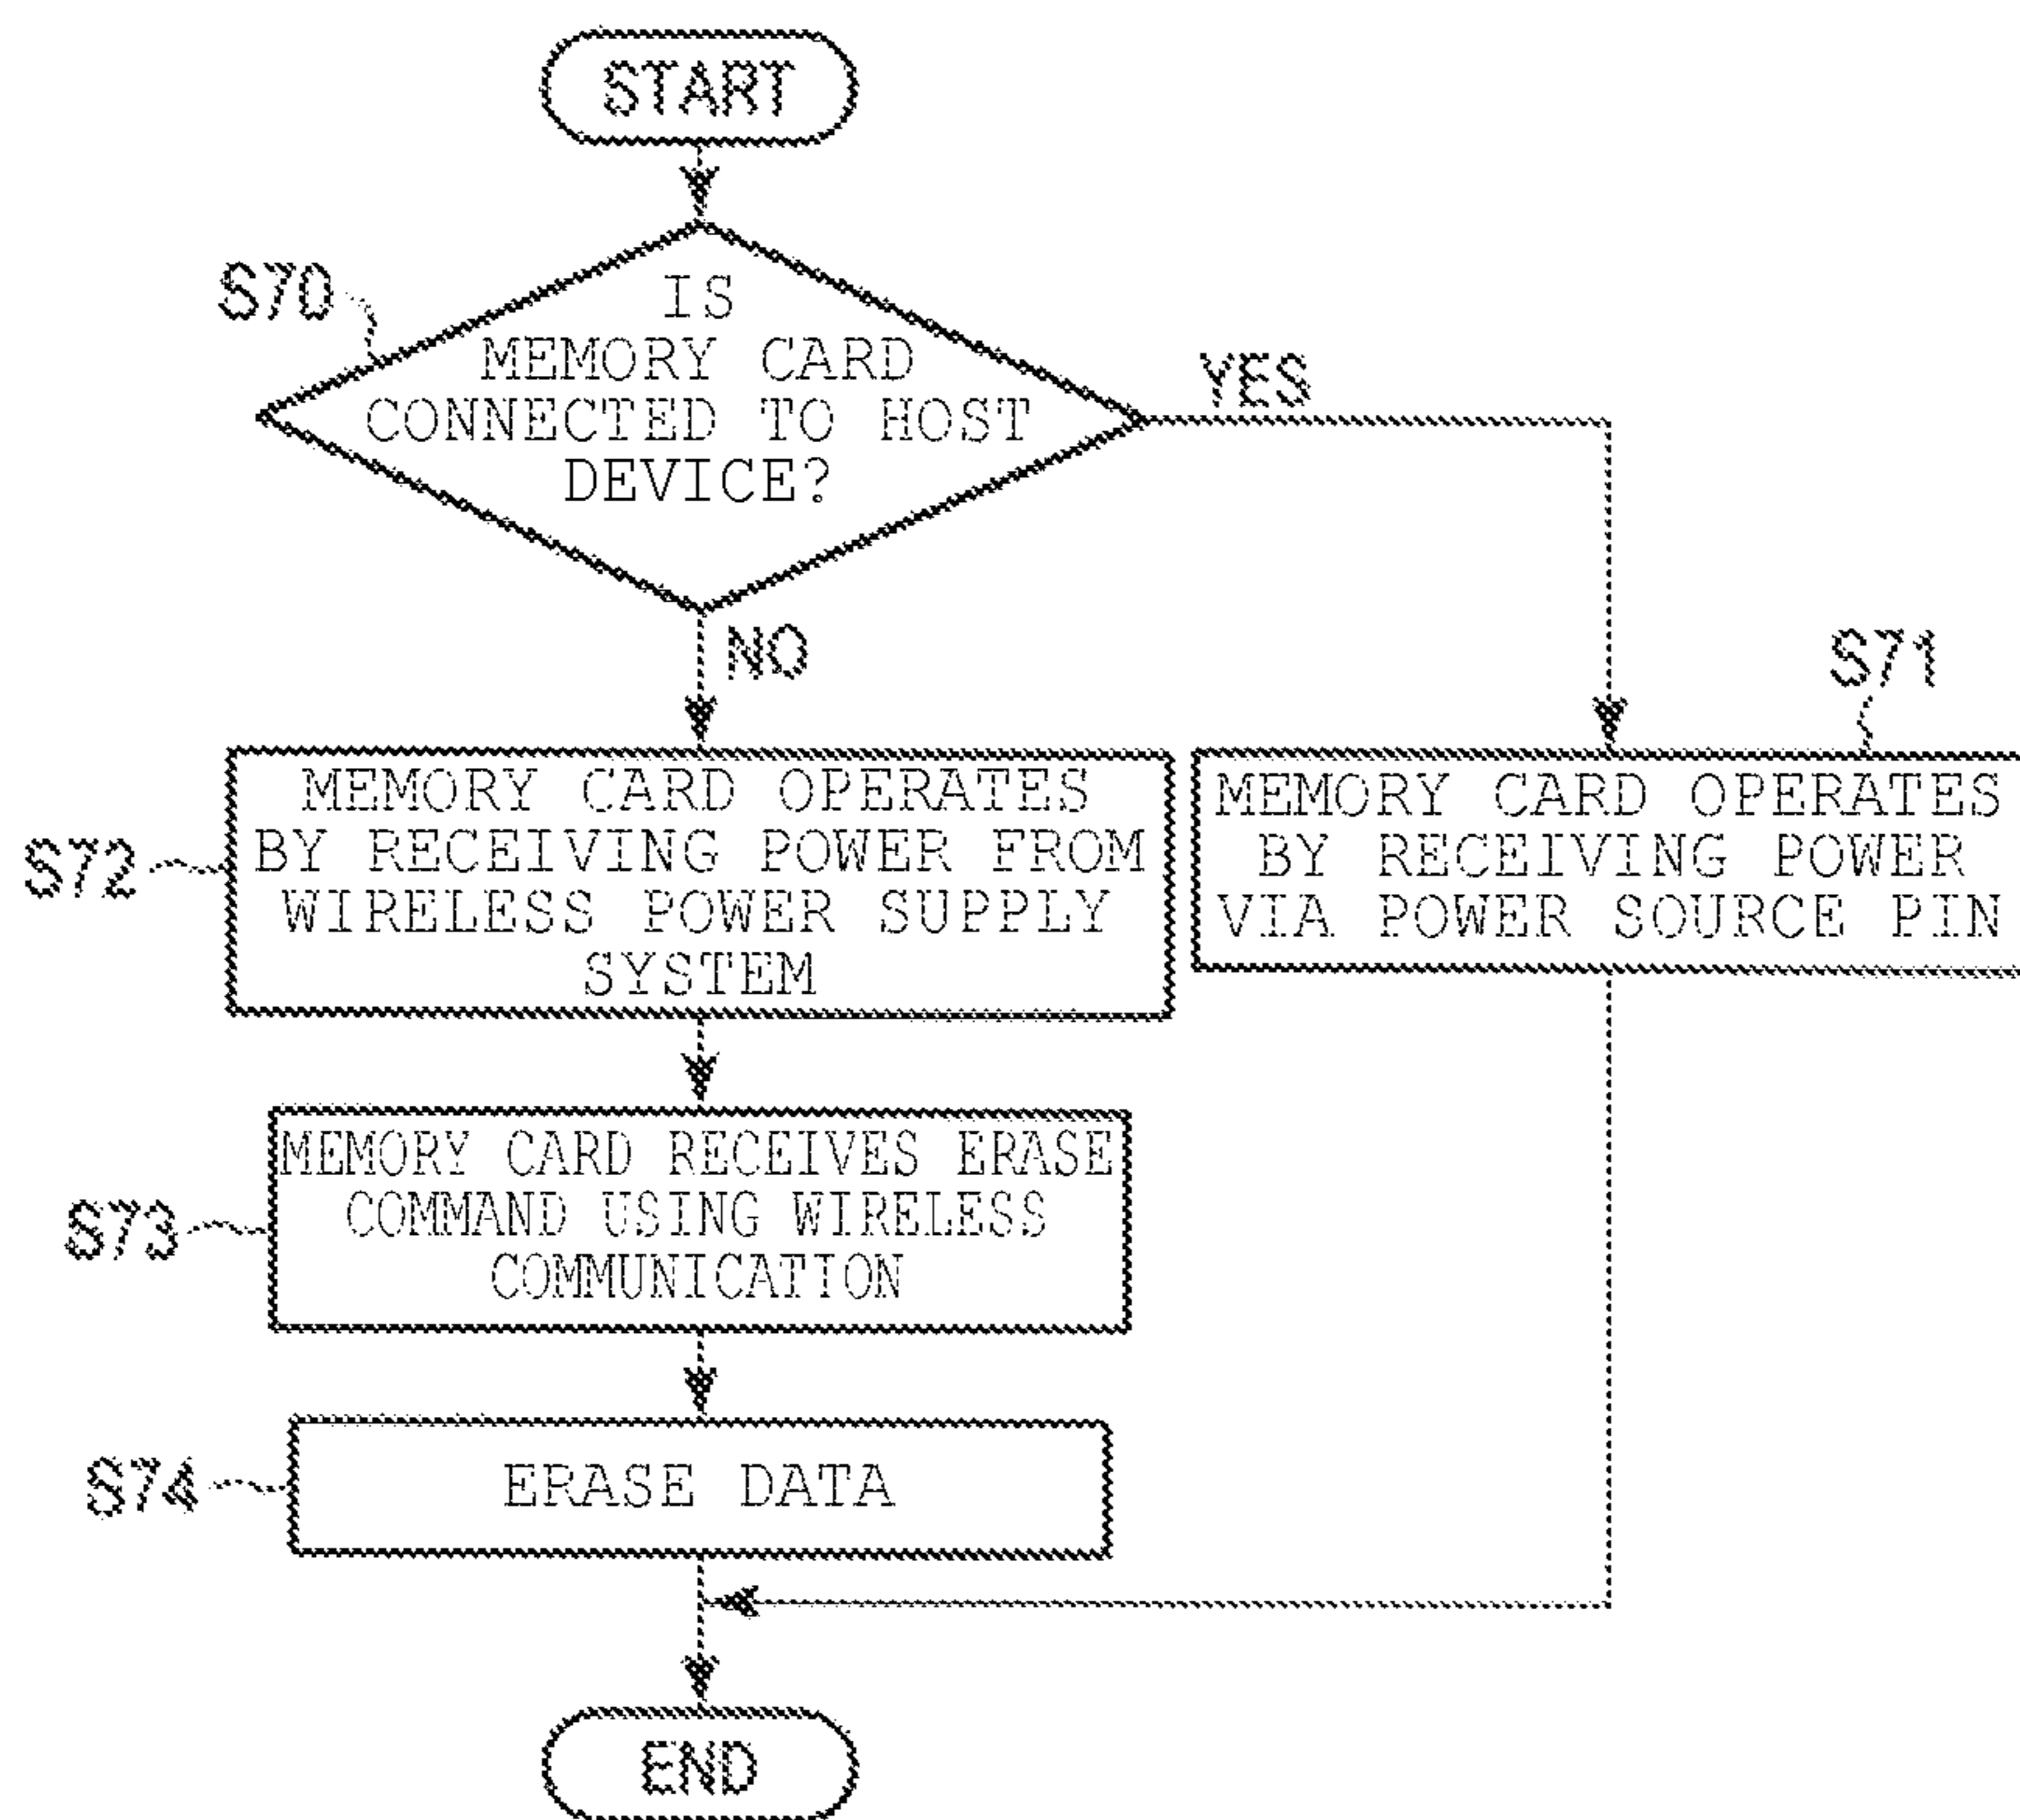 START
S70
IS
MEMORY CARD
CONNECTED TO HOST
DEVICE?
YES
NO
S71
MEMORY CARD OPERATES
BY RECEIVING POWER
VIA POWER SOURCE PIN
S72
MEMORY CARD OPERATES
BY RECEIVING POWER FROM
WIRELESS POWER SUPPLY
SYSTEM
S73
MEMORY CARD RECEIVES ERASE
COMMAND USING WIRELESS
COMMUNICATION
S74
ERASE DATA
END